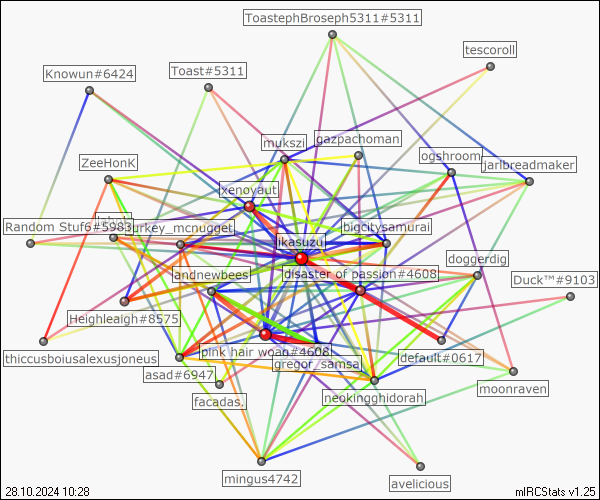 ToastephBroseph5311#5311
tescoroll
Toast#5311
Knowun#6424
mukszi
gazpachoman
ogshroom
ZeeHonK
jarbreadmaker
xenoyaut
Random Stuf6#5983
turkey_mcnugget
bigcitysamurai
ikasuzu
doggerdig
andnewbees
disaster of passion#4608
Duck™#9103
Heighleaigh#8575
thiccusboiusalexusjoneus
pink hair wgan#4608
default#0617
gregor_samsa
asad#6947
moonraven
facadas.
neokingghidorah
mingus4742
avelicious
28.10.2024 10:28
mIRCStats v1.25